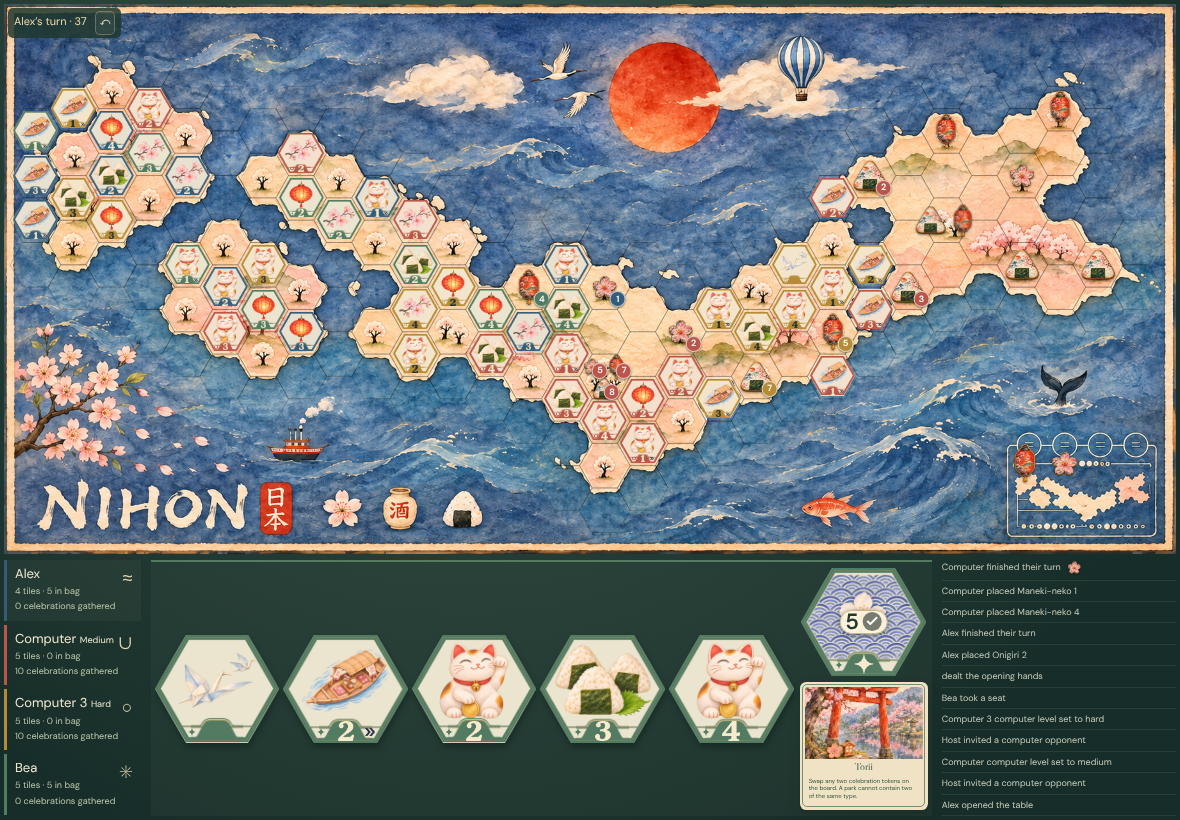 Alex's turn · 37
NIHON
日本
酒
Alex
4 tiles · 5 in bag
0 celebrations gathered
Computer Medium
5 tiles · 0 in bag
10 celebrations gathered
Computer 3 Hard
5 tiles · 0 in bag
10 celebrations gathered
Bea
5 tiles · 5 in bag
0 celebrations gathered
2
2
3
4
5
Torii
Swap any two celebration tokens on
the board. A park cannot contain two
of the same type.
Computer finished their turn
Computer placed Maneki-neko 1
Computer placed Maneki-neko 4
Alex finished their turn
Alex placed Onigiri 2
dealt the opening hands
Bea took a seat
Computer 3 computer level set to hard
Host invited a computer opponent
Computer computer level set to medium
Host invited a computer opponent
Alex opened the table